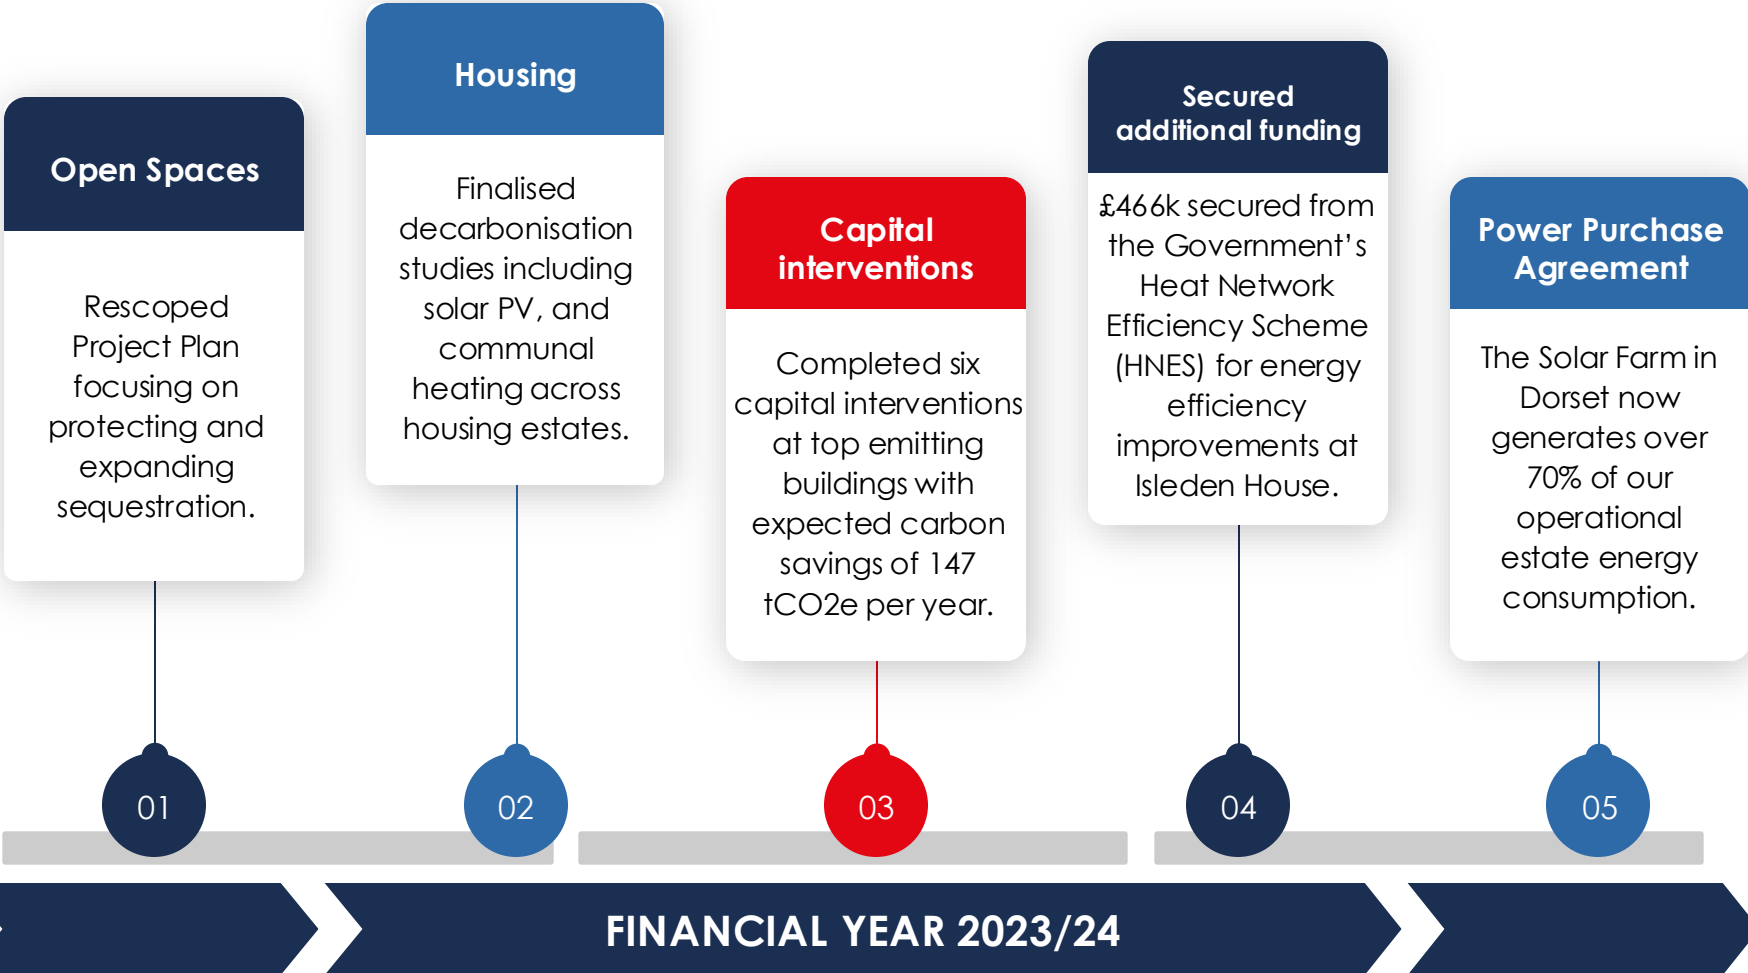 Open Spaces
Rescoped
Project Plan
focusing on
protecting and
expanding
sequestration.
01
Housing
Finalised
decarbonisation
studies including
solar PV, and
communal
heating across
housing estates.
02
Capital
interventions
Completed six
capital interventions
at top emitting
buildings with
expected carbon
savings of 147
tCO2e per year.
03
Secured
additional funding
£466k secured from
the Government’s
Heat Network
Efficiency Scheme
(HNES) for energy
efficiency
improvements at
Isleden House.
04
Power Purchase
Agreement
The Solar Farm in
Dorset now
generates over
70% of our
operational
estate energy
consumption.
05
FINANCIAL YEAR 2023/24